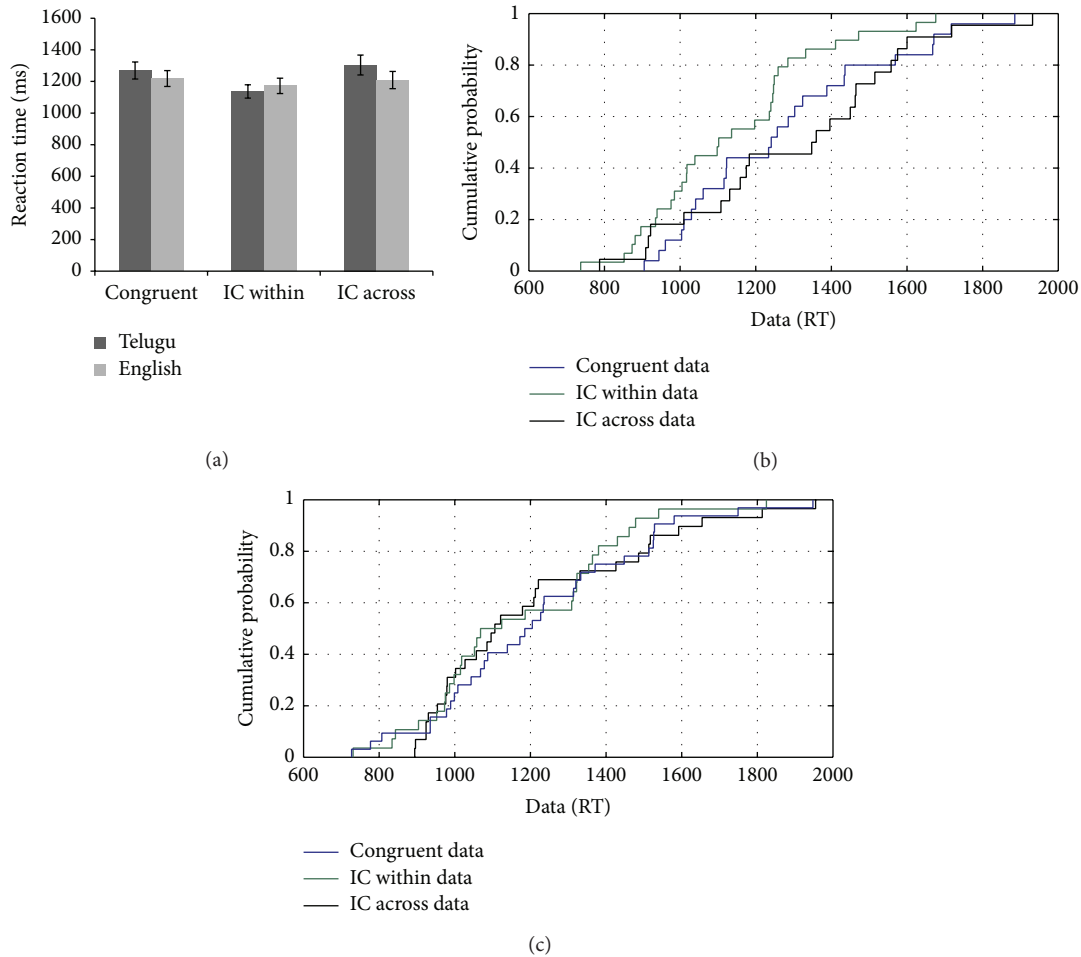 1600
1400
1200
1000
800
600
400
200
0
Reaction time (ms)
Congruent IC within IC across
Telugu
English
(a)
1
0.8
0.6
0.4
0.2
0
Cumulative probability
600 800 1000 1200 1400 1600 1800 2000
Data (RT)
Congruent data
IC within data
IC across data
(b)
1
0.8
0.6
0.4
0.2
0
Cumulative probability
600 800 1000 1200 1400 1600 1800 2000
Data (RT)
Congruent data
IC within data
IC across data
(c)